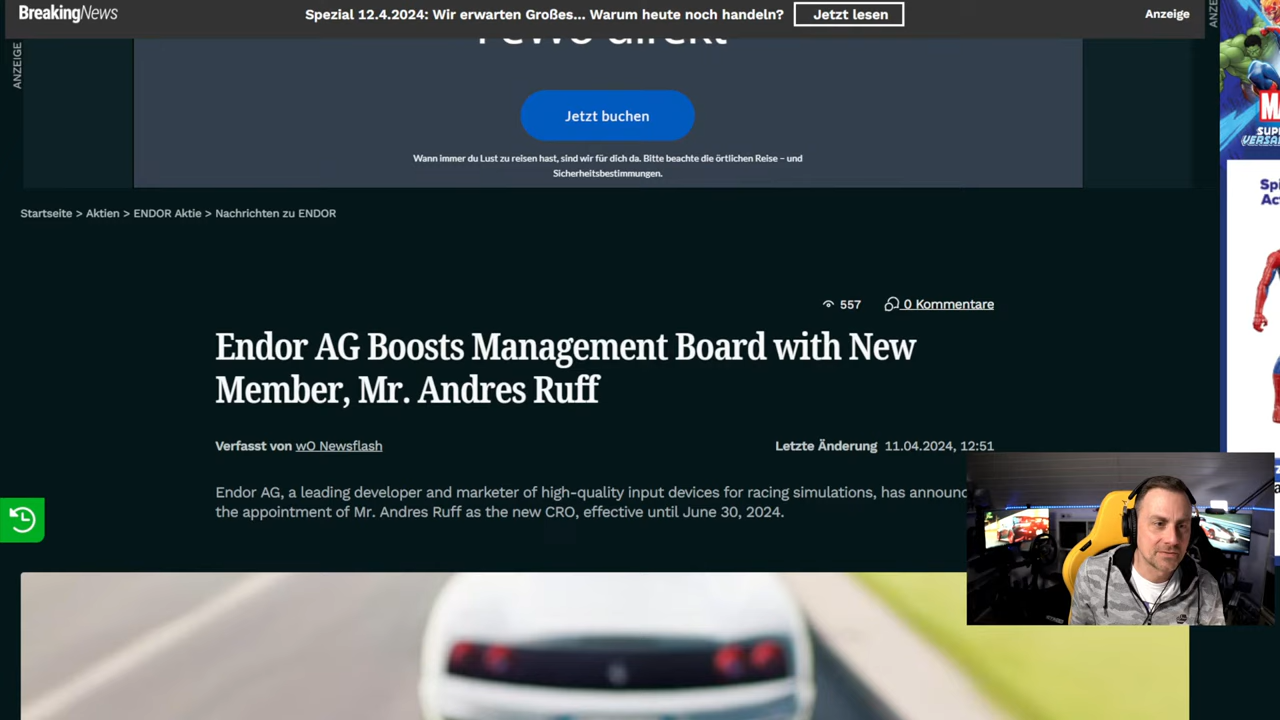 BreakingNews
Spezial 12.4.2024: Wir erwarten Großes... Warum heute noch handeln?
Jetzt lesen
Anzeige
ANZEIGE
Jetzt buchen
Wann immer du Lust zu reisen hast, sind wir für dich da. Bitte beachte die örtlichen Reise – und
Sicherheitsbestimmungen.
Startseite > Aktien > ENDOR Aktie > Nachrichten zu ENDOR
557
0 Kommentare
Endor AG Boosts Management Board with New
Member, Mr. Andres Ruff
Verfasst von wO Newsflash
Letzte Änderung 11.04.2024, 12:51
Endor AG, a leading developer and marketer of high-quality input devices for racing simulations, has announc
the appointment of Mr. Andres Ruff as the new CRO, effective until June 30, 2024.